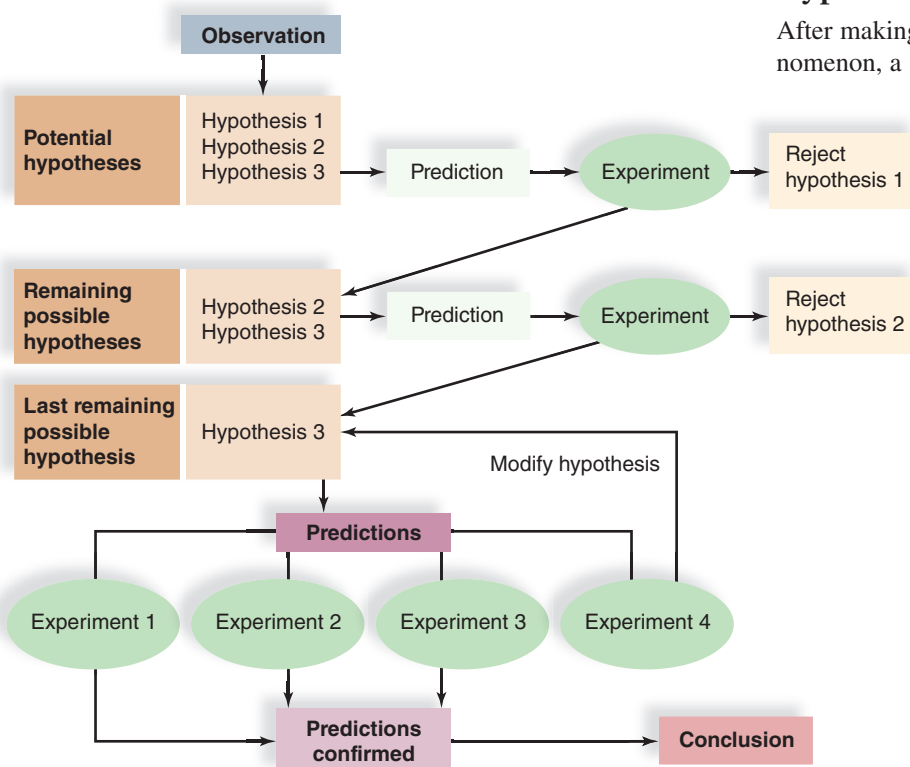 After making
nomenon, a
Observation
Potential
hypotheses
Hypothesis 1
Hypothesis 2
Hypothesis 3
Prediction
Experiment
Reject
hypothesis 1
Remaining
possible
hypotheses
Hypothesis 2
Hypothesis 3
Prediction
Experiment
Reject
hypothesis 2
Last remaining
possible
hypothesis
Hypothesis 3
Modify hypothesis
Predictions
Experiment 1
Experiment 2
Experiment 3
Experiment 4
Predictions
confirmed
Conclusion